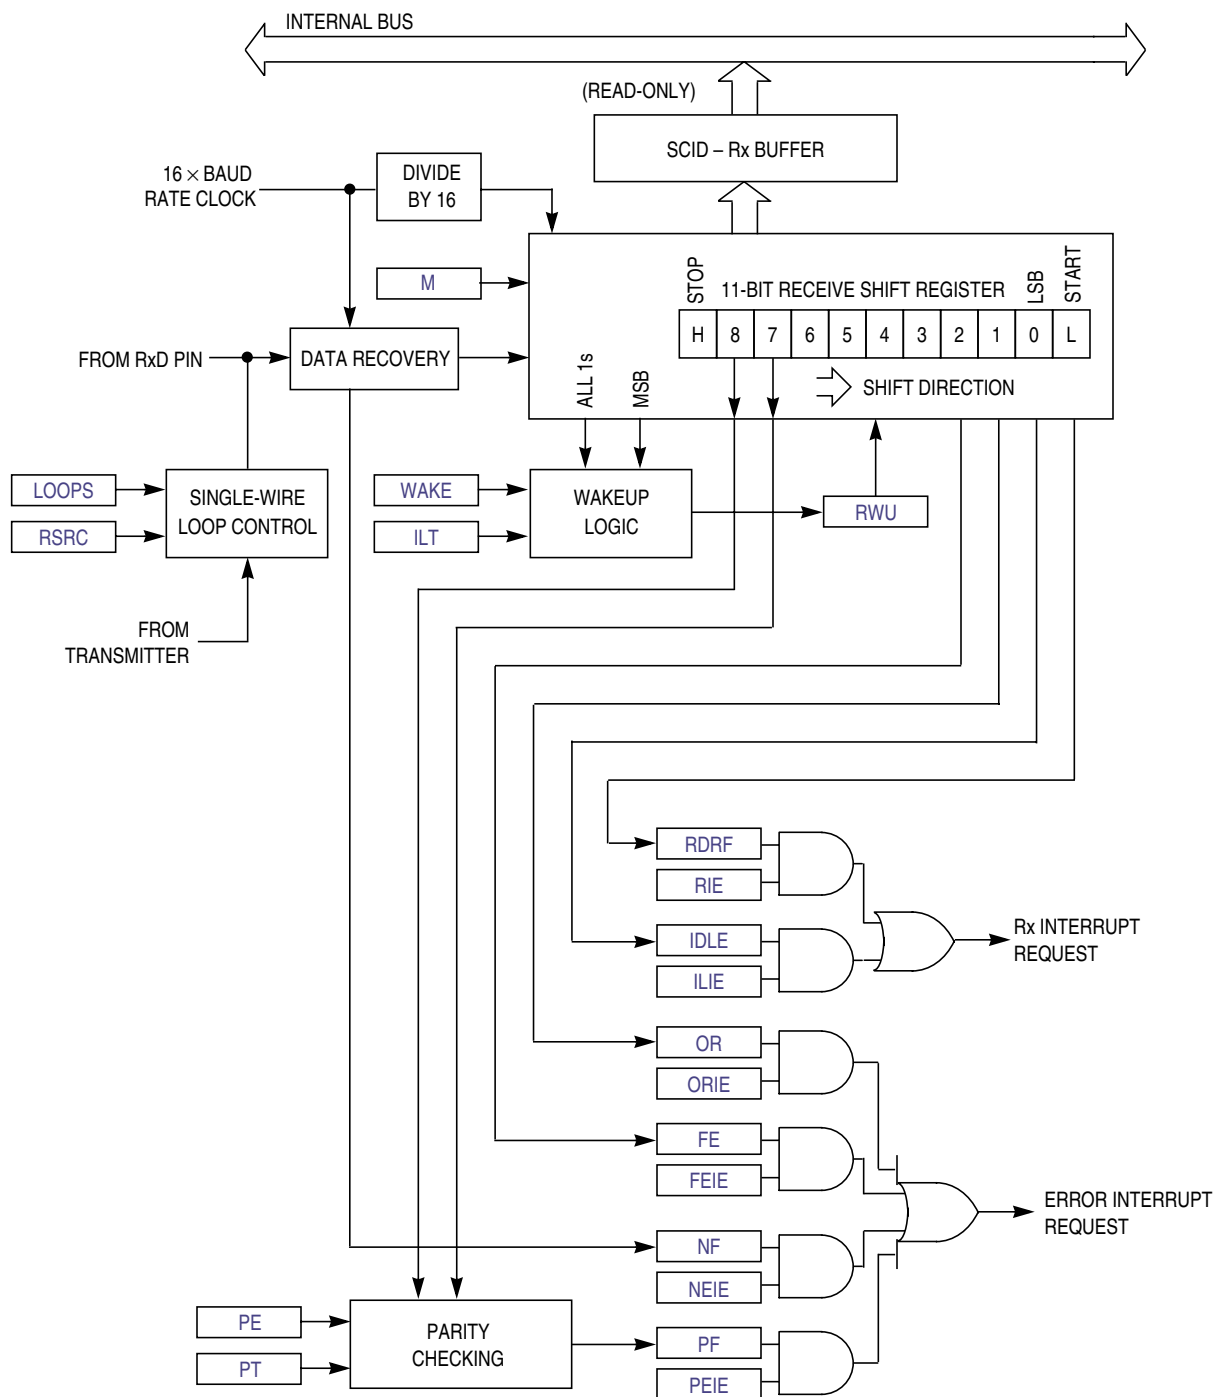 INTERNAL BUS
(READ-ONLY)
SCID – Rx BUFFER
16 × BAUD
RATE CLOCK
DIVIDE
BY 16
M
STOP
11-BIT RECEIVE SHIFT REGISTER
LSB
START
H 8 7 6 5 4 3 2 1 0 L
FROM RxD PIN
DATA RECOVERY
ALL 1s
MSB
SHIFT DIRECTION
LOOPS
RSRC
SINGLE-WIRE
LOOP CONTROL
WAKE
ILT
WAKEUP
LOGIC
RWU
FROM
TRANSMITTER
RDRF
RIE
IDLE
ILIE
Rx INTERRUPT
REQUEST
OR
ORIE
FE
FEIE
ERROR INTERRUPT
REQUEST
NF
NEIE
PE
PT
PARITY
CHECKING
PF
PEIE